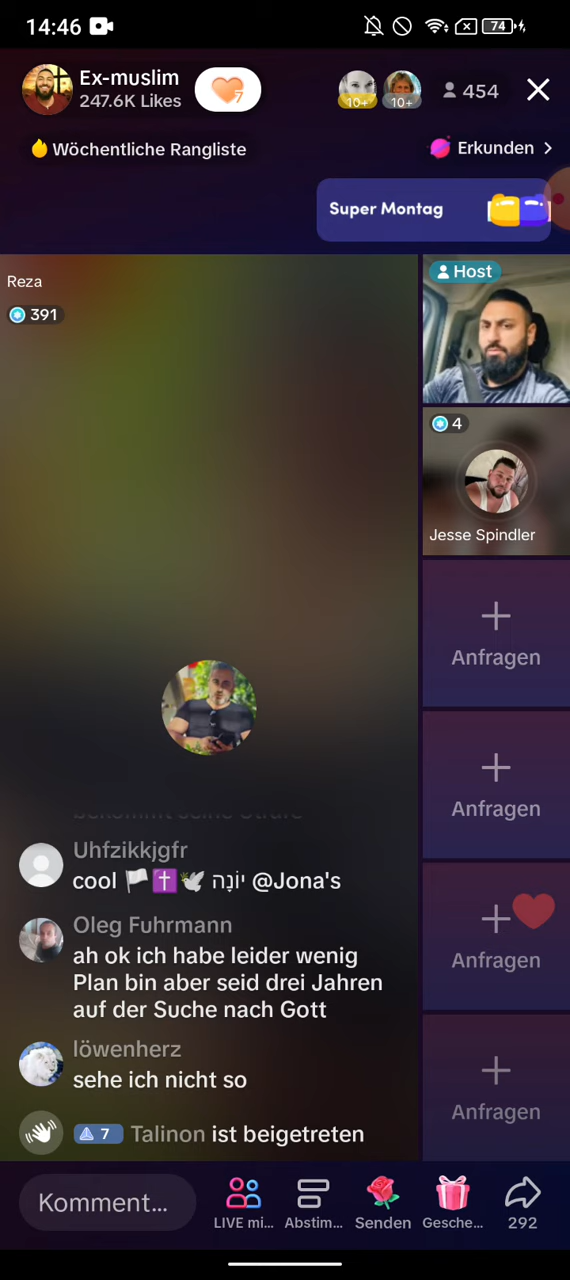 14:46
74
Ex-muslim
247.6K Likes
7
10+
10+
454
Wöchentliche Rangliste
Erkunden
Super Montag
Reza
391
Host
4
Jesse Spindler
Anfragen
Anfragen
Anfragen
Anfragen
Uhfzikkjgfr
cool 🏳️✝️🕊️ יוֹנָה @Jona's
Oleg Fuhrmann
ah ok ich habe leider wenig
Plan bin aber seid drei Jahren
auf der Suche nach Gott
löwenherz
sehe ich nicht so
7 Talinon ist beigetreten
Komment...
LIVE mi...
Abstim...
Senden
Gesche...
292